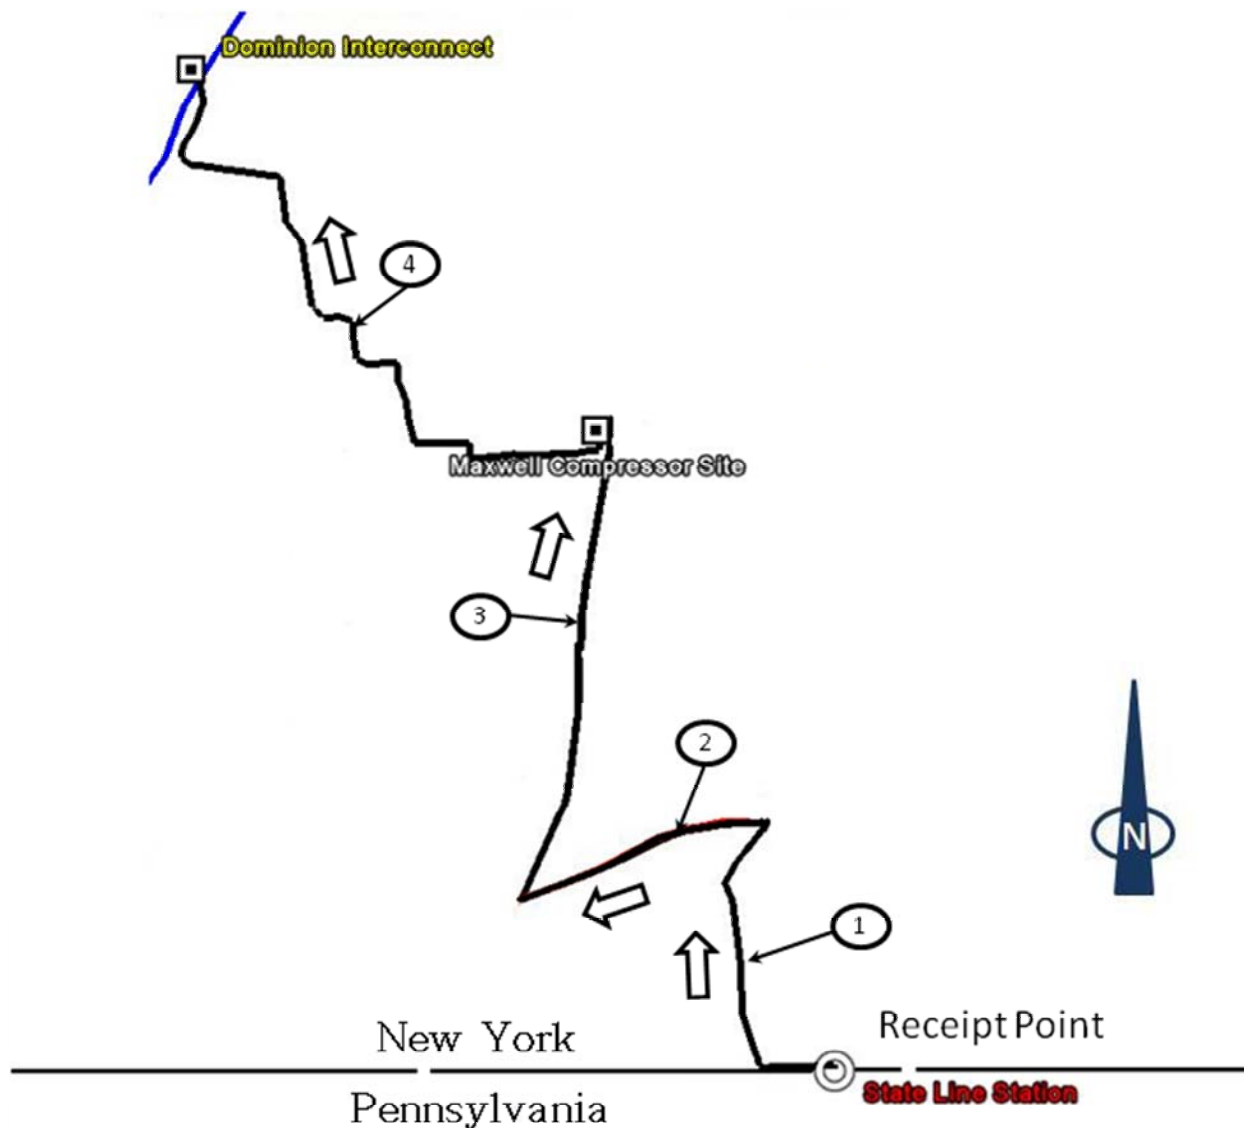 Dominion Interconnect
4
Maxwell Compressor Site
3
2
N
1
Receipt Point
New York
State Line Station
Pennsylvania